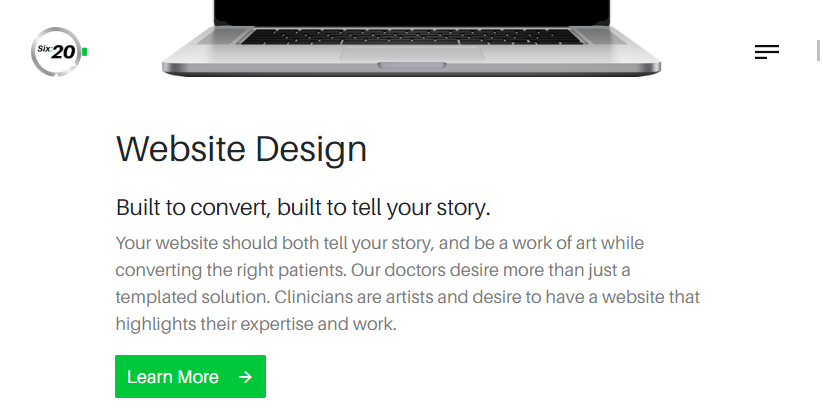 Six:20
Website Design
Built to convert, built to tell your story.
Your website should both tell your story, and be a work of art while
converting the right patients. Our doctors desire more than just a
templated solution. Clinicians are artists and desire to have a website that
highlights their expertise and work.
Learn More →